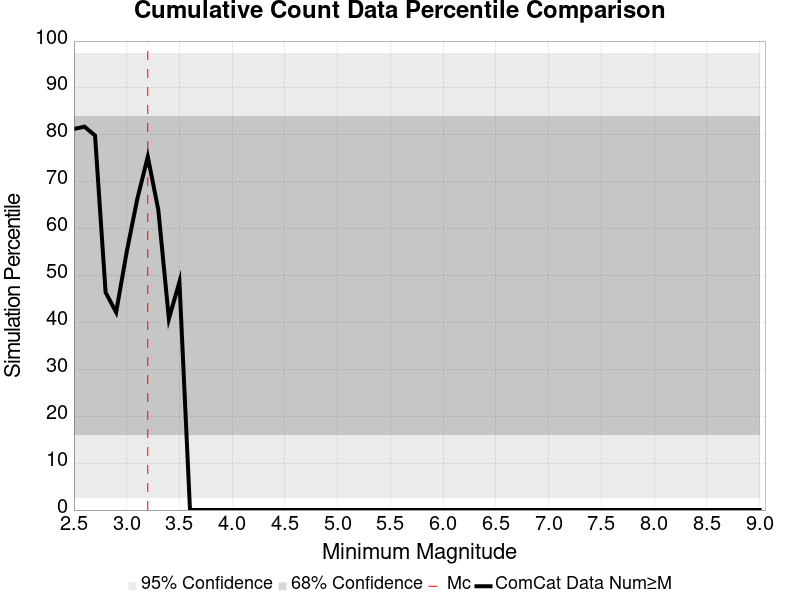 Cumulative Count Data Percentile Comparison
100
90
80
70
60
50
40
30
20
10
0
Simulation Percentile
2.5 3.0 3.5 4.0 4.5 5.0 5.5 6.0 6.5 7.0 7.5 8.0 8.5 9.0
Minimum Magnitude
95% Confidence 68% Confidence Mc ComCat Data Num≥M